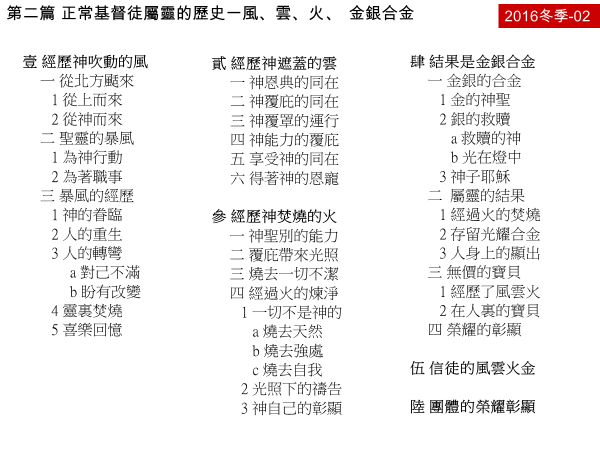 第二篇 正常基督徒屬靈的歷史－風、雲、火、 金銀合金
2016冬季-02
壹 經歷神吹動的風
一 從北方颳來
1 從上而來
2 從神而來
二 聖靈的暴風
1 為神行動
2 為著職事
三 暴風的經歷
1 神的眷臨
2 人的重生
3 人的轉彎
a 對己不滿
b 盼有改變
4 靈裏焚燒
5 喜樂回憶
貳 經歷神遮蓋的雲
一 神恩典的同在
二 神覆庇的同在
三 神覆罩的運行
四 神能力的覆庇
五 享受神的同在
六 得著神的恩寵
參 經歷神焚燒的火
一 神聖別的能力
二 覆庇帶來光照
三 燒去一切不潔
四 經過火的煉淨
1 一切不是神的
a 燒去天然
b 燒去強處
c 燒去自我
2 光照下的禱告
3 神自己的彰顯
肆 結果是金銀合金
一 金銀的合金
1 金的神聖
2 銀的救贖
a 救贖的神
b 光在燈中
3 神子耶穌
二 屬靈的結果
1 經過火的焚燒
2 存留光耀合金
3 人身上的顯出
三 無價的寶貝
1 經歷了風雲火
2 在人裏的寶貝
四 榮耀的彰顯
伍 信徒的風雲火金
陸 團體的榮耀彰顯